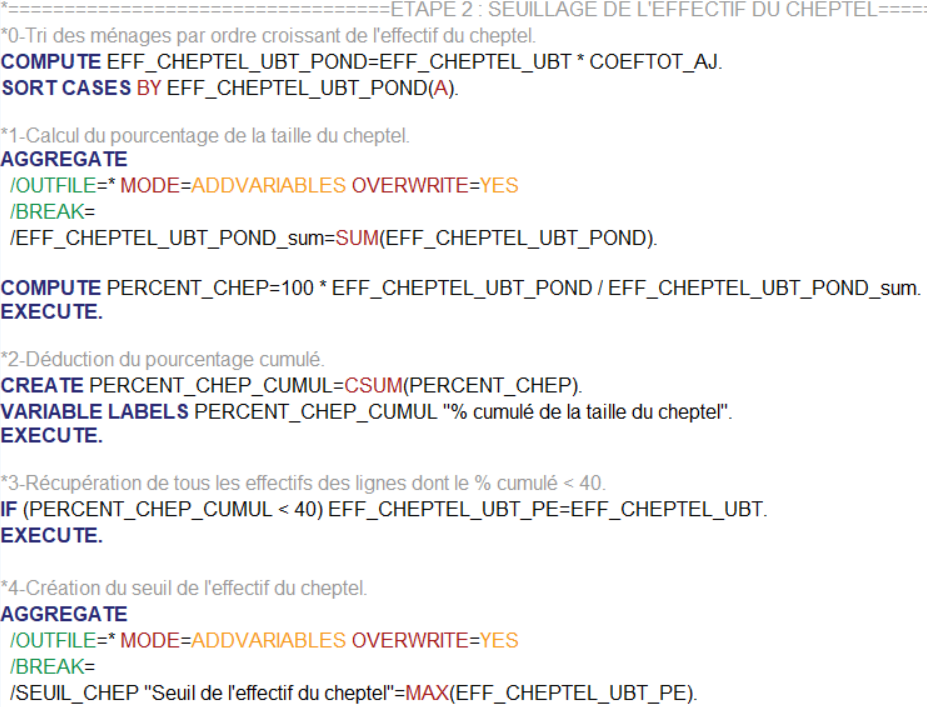 *================================ETAPE 2 : SEUILLAGE DE L'EFFECTIF DU CHEPTEL=====
*0-Tri des ménages par ordre croissant de l'effectif du cheptel.
COMPUTE EFF_CHEPTEL_UBT_POND=EFF_CHEPTEL_UBT * COEFTOT_AJ.
SORT CASES BY EFF_CHEPTEL_UBT_POND(A).
*1-Calcul du pourcentage de la taille du cheptel.
AGGREGATE
/OUTFILE=* MODE=ADDVARIABLES OVERWRITE=YES
/BREAK=
/EFF_CHEPTEL_UBT_POND_sum=SUM(EFF_CHEPTEL_UBT_POND).
COMPUTE PERCENT_CHEP=100 * EFF_CHEPTEL_UBT_POND / EFF_CHEPTEL_UBT_POND_sum.
EXECUTE.
*2-Déduction du pourcentage cumulé.
CREATE PERCENT_CHEP_CUMUL=CSUM(PERCENT_CHEP).
VARIABLE LABELS PERCENT_CHEP_CUMUL "% cumulé de la taille du cheptel".
EXECUTE.
*3-Récupération de tous les effectifs des lignes dont le % cumulé < 40.
IF (PERCENT_CHEP_CUMUL < 40) EFF_CHEPTEL_UBT_PE=EFF_CHEPTEL_UBT.
EXECUTE.
*4-Création du seuil de l'effectif du cheptel.
AGGREGATE
/OUTFILE=* MODE=ADDVARIABLES OVERWRITE=YES
/BREAK=
/SEUIL_CHEP "Seuil de l'effectif du cheptel"=MAX(EFF_CHEPTEL_UBT_PE).